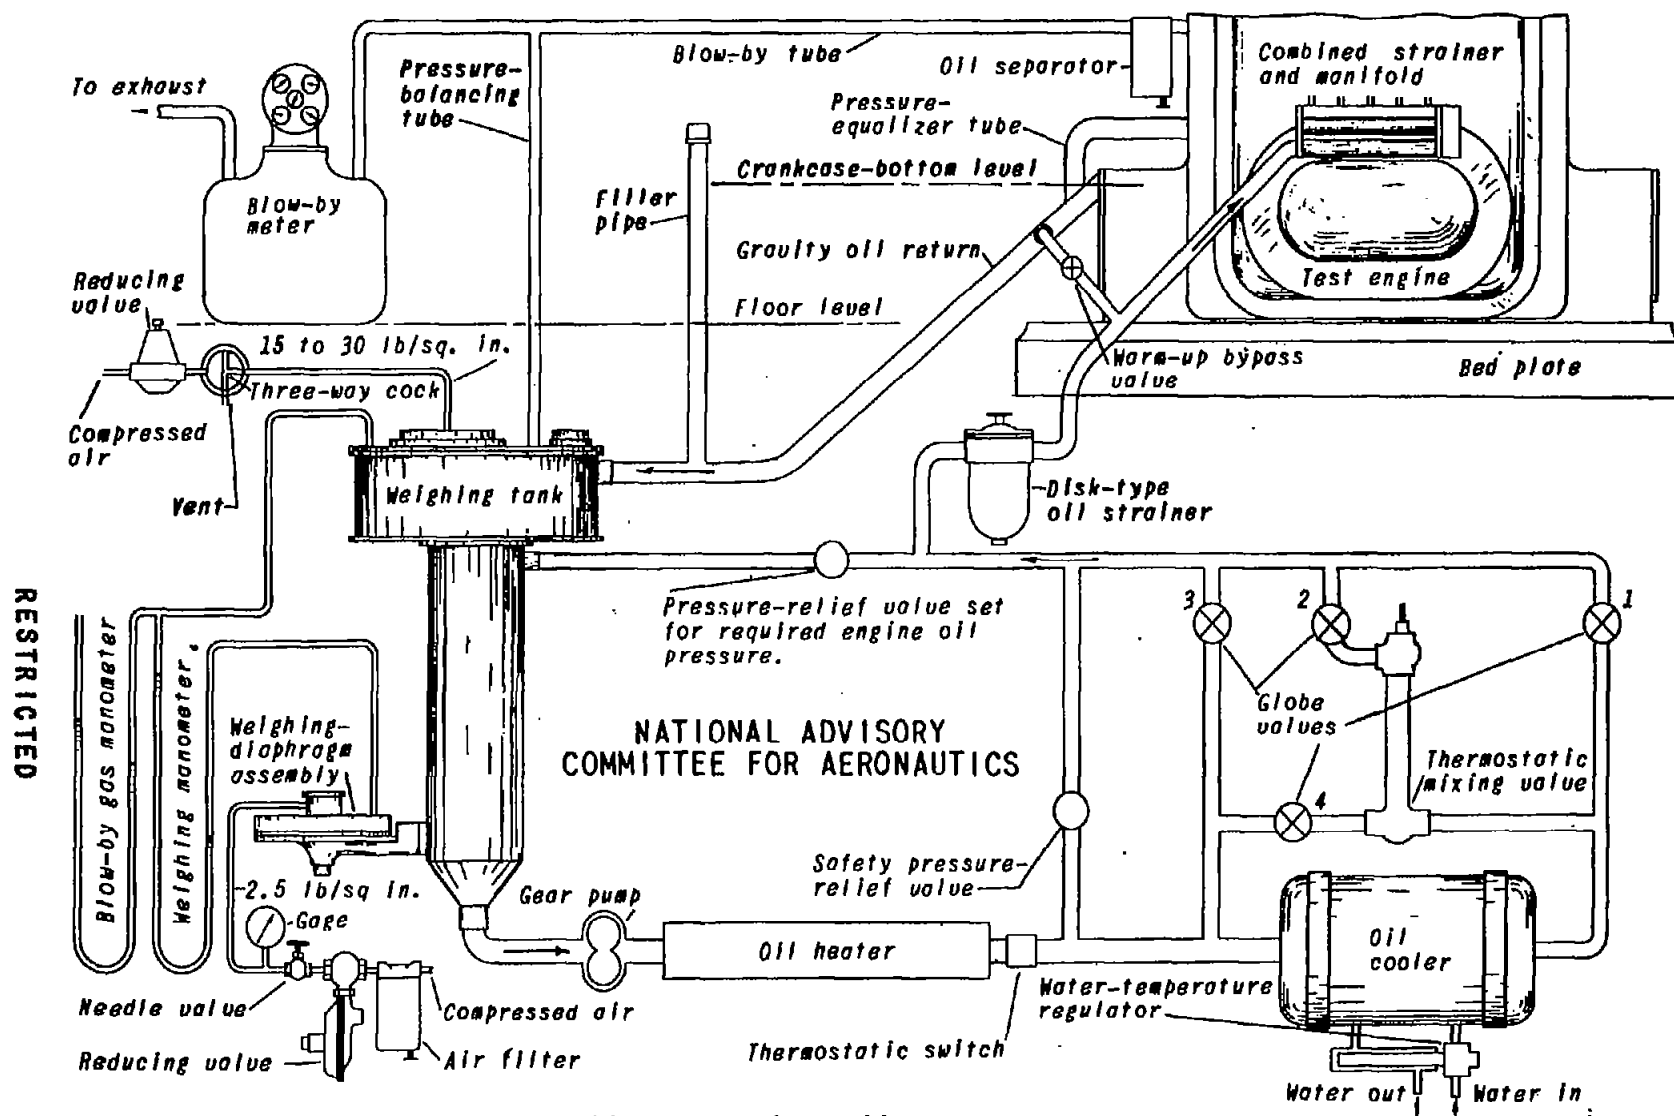 To exhaust
Pressure-
balancing
tube
Blow-by tube
Oil separator
Combined strainer
and manifold
Pressure-
equalizer tube
Crankcase-bottom level
Blow-by
meter
Filler
pipe
Gravity oil return
Test engine
Reducing
valve
Floor level
15 to 30 lb/sq. in.
Three-way cock
Warm-up bypass
valve
Bed plate
Compressed
air
Vent
Weighing tank
Disk-type
oil strainer
RESTRICTED
Pressure-relief valve set
for required engine oil
pressure.
3
2
1
Blow-by gas manometer
Weighing manometer.
Globe
valves
Weighing-
diaphragm
assembly
NATIONAL ADVISORY
COMMITTEE FOR AERONAUTICS
Thermostatic
mixing valve
4
2.5 lb/sq in.
Gage
Gear pump
Safety pressure-
relief valve
Oil heater
Oil
cooler
Needle valve
Compressed air
Water-temperature
regulator
Reducing valve
Air filter
Thermostatic switch
Water out
Water in